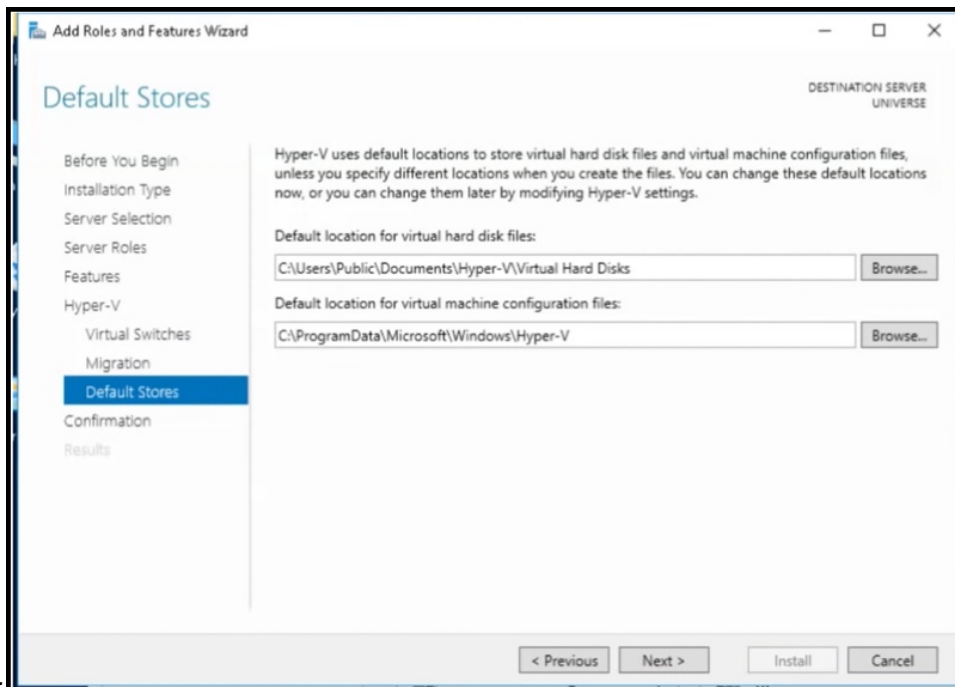 Add Roles and Features Wizard
Default Stores
DESTINATION SERVER
UNIVERSE
Before You Begin
Installation Type
Server Selection
Server Roles
Features
Hyper-V
Virtual Switches
Migration
Default Stores
Confirmation
Results
Hyper-V uses default locations to store virtual hard disk files and virtual machine configuration files,
unless you specify different locations when you create the files. You can change these default locations
now, or you can change them later by modifying Hyper-V settings.
Default location for virtual hard disk files:
C:\Users\Public\Documents\Hyper-V\Virtual Hard Disks
Browse...
Default location for virtual machine configuration files:
C:\ProgramData\Microsoft\Windows\Hyper-V
Browse...
< Previous
Next >
Install
Cancel